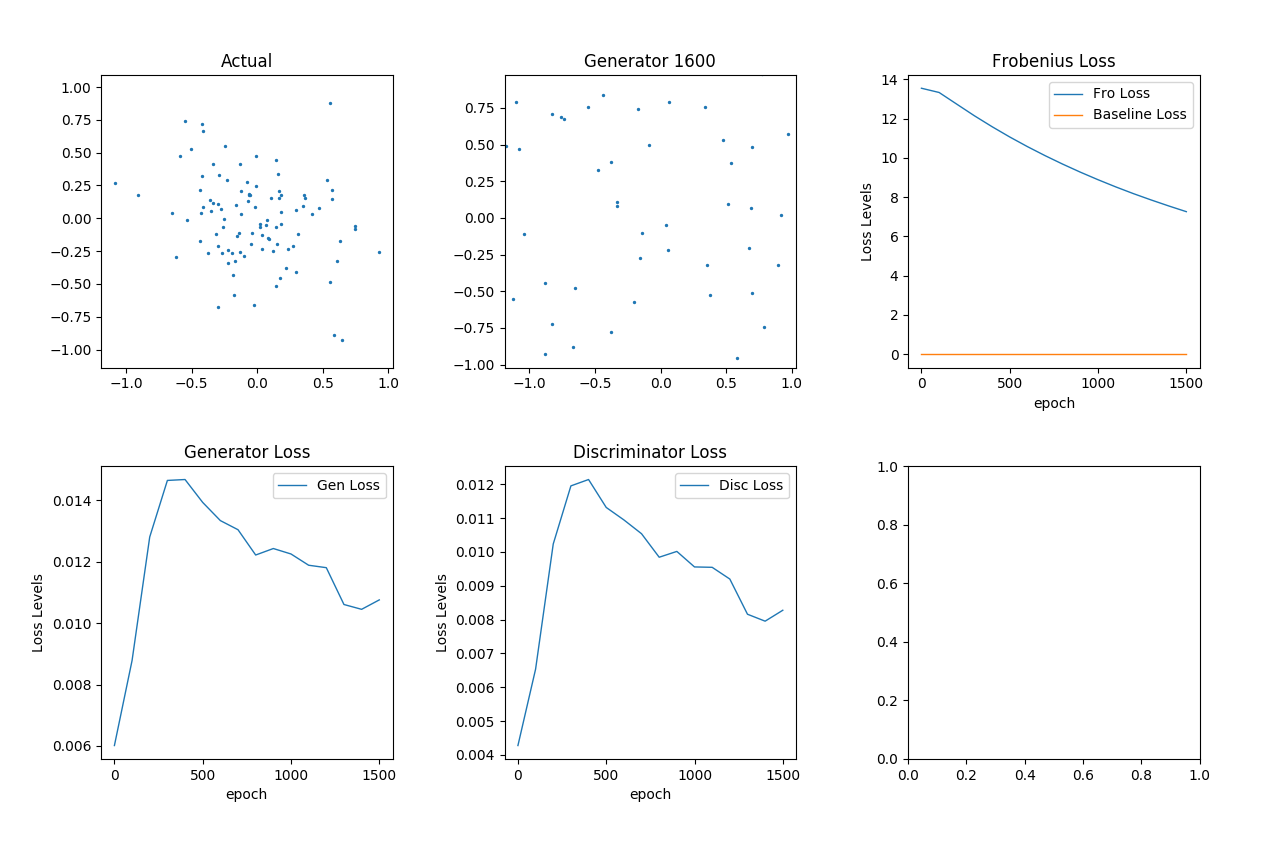 Actual
1.00
0.75
0.50
0.25
0.00
−0.25
−0.50
−0.75
−1.00
−1.0 −0.5 0.0 0.5 1.0
Generator 1600
0.75
0.50
0.25
0.00
−0.25
−0.50
−0.75
−1.00
−1.0 −0.5 0.0 0.5 1.0
Frobenius Loss
Fro Loss
Baseline Loss
Loss Levels
14
12
10
8
6
4
2
0
0 500 1000 1500
epoch
Generator Loss
Gen Loss
Loss Levels
0.014
0.012
0.010
0.008
0.006
0 500 1000 1500
epoch
Discriminator Loss
Disc Loss
Loss Levels
0.012
0.011
0.010
0.009
0.008
0.007
0.006
0.005
0.004
0 500 1000 1500
epoch
1.0
0.8
0.6
0.4
0.2
0.0
0.0 0.2 0.4 0.6 0.8 1.0